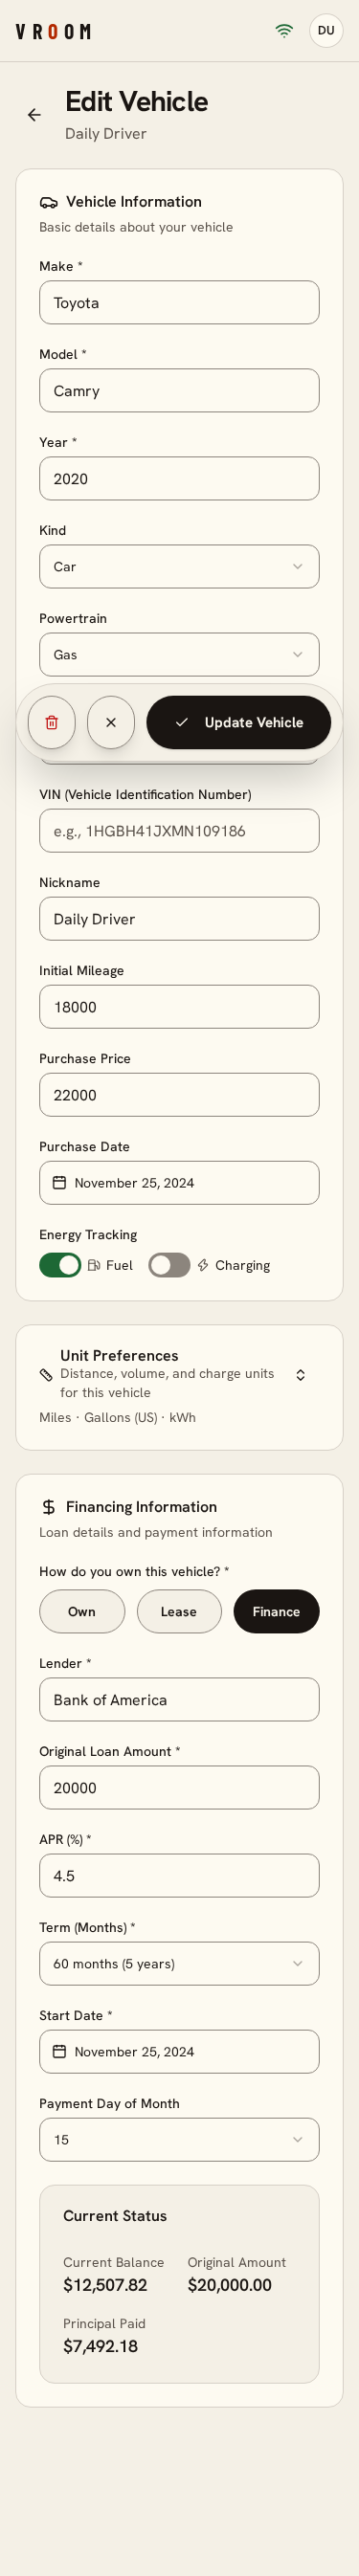 VROOM
DU
Edit Vehicle
Daily Driver
Vehicle Information
Basic details about your vehicle
Make *
Toyota
Model *
Camry
Year *
2020
Kind
Car
Powertrain
Gas
Update Vehicle
VIN (Vehicle Identification Number)
e.g., 1HGBH41JXMN109186
Nickname
Daily Driver
Initial Mileage
18000
Purchase Price
22000
Purchase Date
November 25, 2024
Energy Tracking
Fuel Charging
Unit Preferences
Distance, volume, and charge units
for this vehicle
Miles · Gallons (US) · kWh
Financing Information
Loan details and payment information
How do you own this vehicle? *
Own Lease Finance
Lender *
Bank of America
Original Loan Amount *
20000
APR (%) *
4.5
Term (Months) *
60 months (5 years)
Start Date *
November 25, 2024
Payment Day of Month
15
Current Status
Current Balance Original Amount
$12,507.82 $20,000.00
Principal Paid
$7,492.18